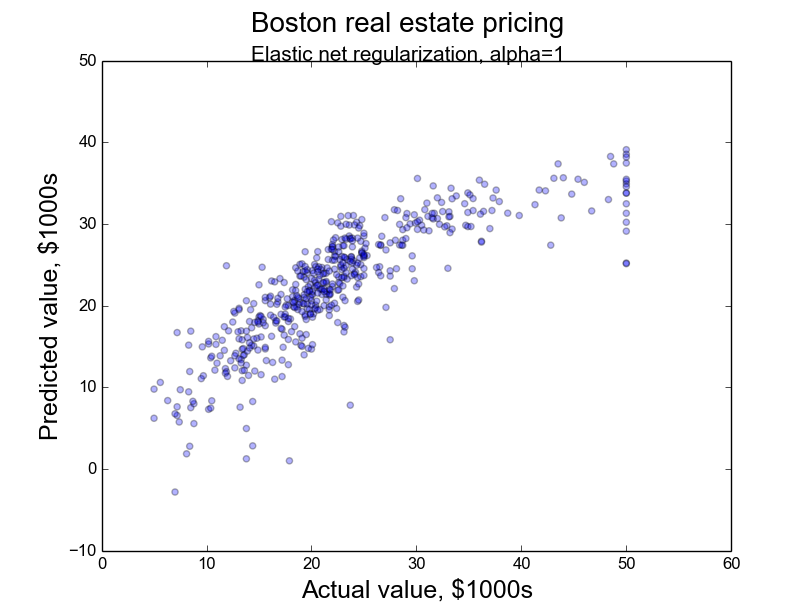 Boston real estate pricing
Elastic net regularization, alpha=1
50
40
30
20
10
0
−10
Predicted value, $1000s
0 10 20 30 40 50 60
Actual value, $1000s